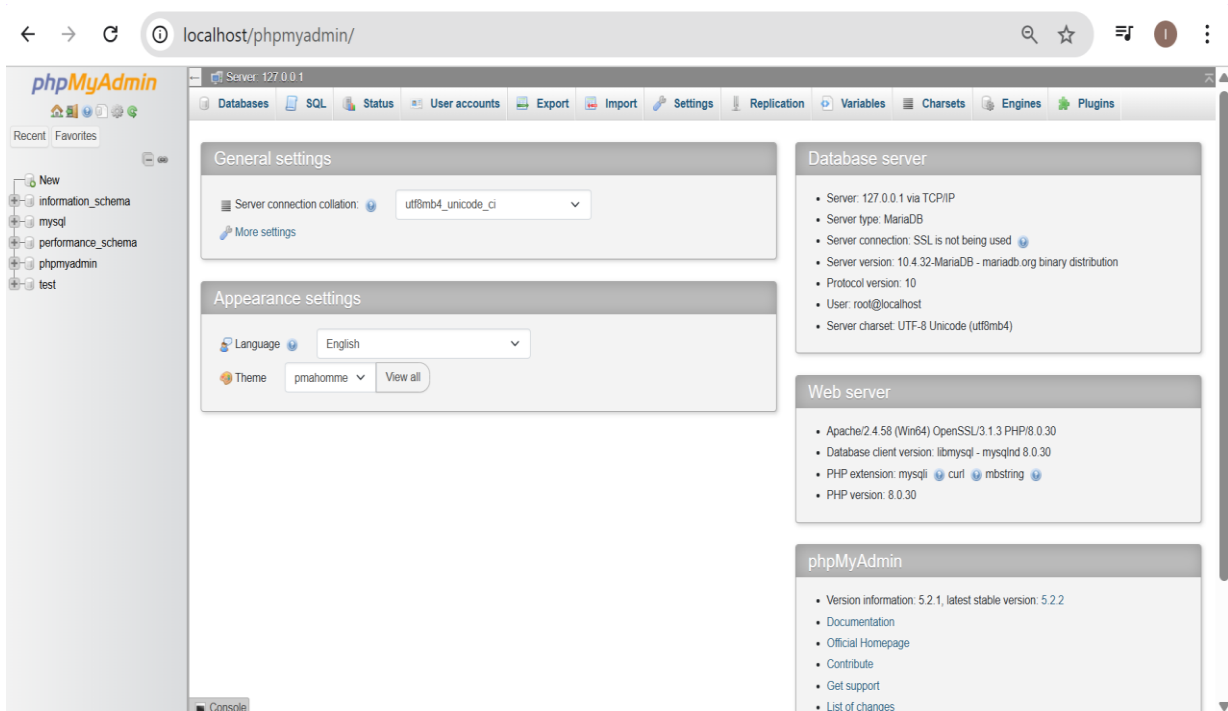 localhost/phpmyadmin/
I
phpMyAdmin
Recent Favorites
New
information_schema
mysql
performance_schema
phpmyadmin
test
Server: 127.0.0.1
Databases SQL Status User accounts Export Import Settings Replication Variables Charsets Engines Plugins
General settings
Server connection collation: utf8mb4_unicode_ci
More settings
Appearance settings
Language English
Theme pmahomme View all
Database server
• Server: 127.0.0.1 via TCP/IP
• Server type: MariaDB
• Server connection: SSL is not being used
• Server version: 10.4.32-MariaDB - mariadb.org binary distribution
• Protocol version: 10
• User: root@localhost
• Server charset: UTF-8 Unicode (utf8mb4)
Web server
• Apache/2.4.58 (Win64) OpenSSL/3.1.3 PHP/8.0.30
• Database client version: libmysql - mysqlnd 8.0.30
• PHP extension: mysqli curl mbstring
• PHP version: 8.0.30
phpMyAdmin
• Version information: 5.2.1, latest stable version: 5.2.2
• Documentation
• Official Homepage
• Contribute
• Get support
• List of changes
Console